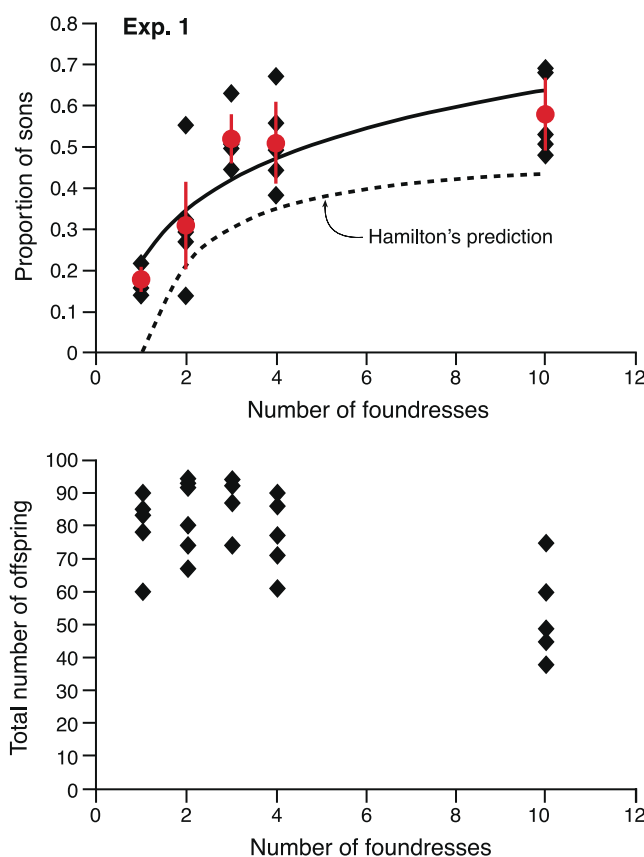 Exp. 1
Proportion of sons
0.8
0.7
0.6
0.5
0.4
0.3
0.2
0.1
0
Hamilton's prediction
0 2 4 6 8 10 12
Number of foundresses
Total number of offspring
100
90
80
70
60
50
40
30
20
10
0
0 2 4 6 8 10 12
Number of foundresses